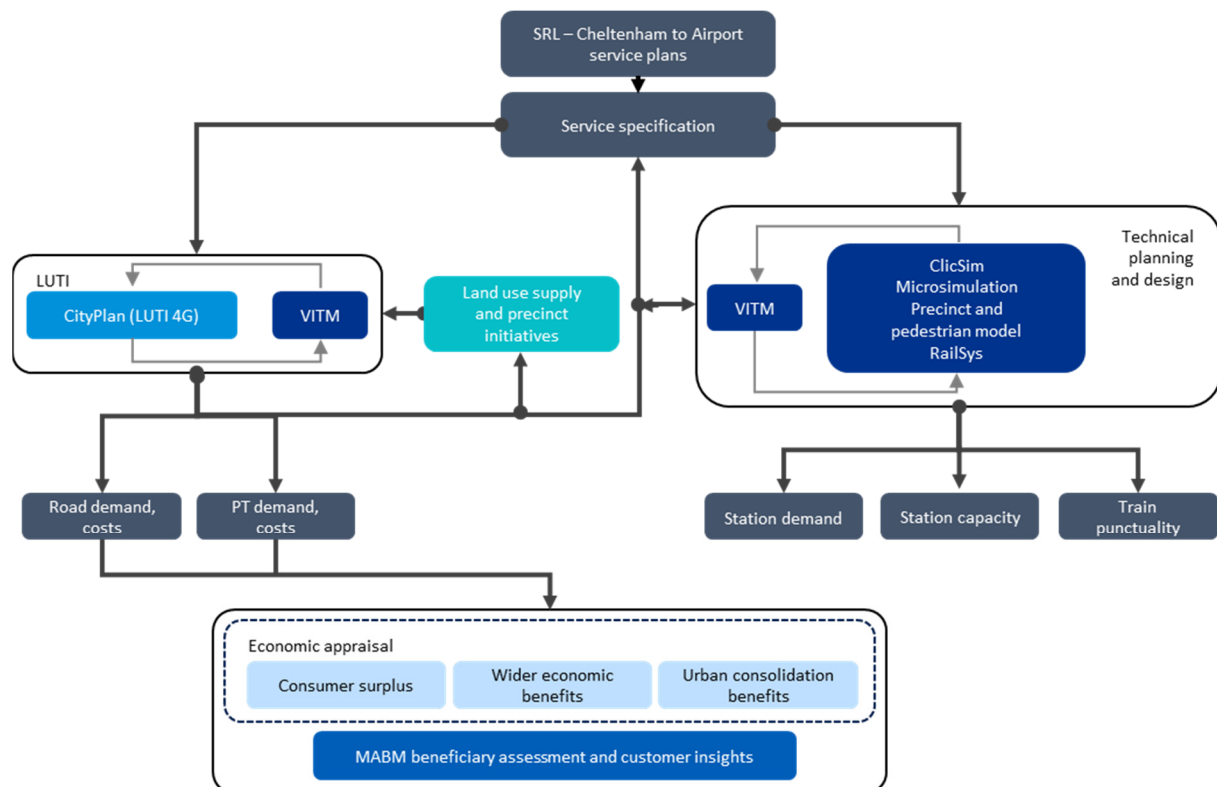 SRL – Cheltenham to Airport
service plans
Service specification
LUTI
CityPlan (LUTI 4G)
VITM
Land use supply
and precinct
initiatives
VITM
ClicSim
Microsimulation
Precinct and
pedestrian model
RailSys
Technical
planning
and design
Road demand,
costs
PT demand,
costs
Station demand
Station capacity
Train
punctuality
Economic appraisal
Consumer surplus
Wider economic
benefits
Urban consolidation
benefits
MABM beneficiary assessment and customer insights